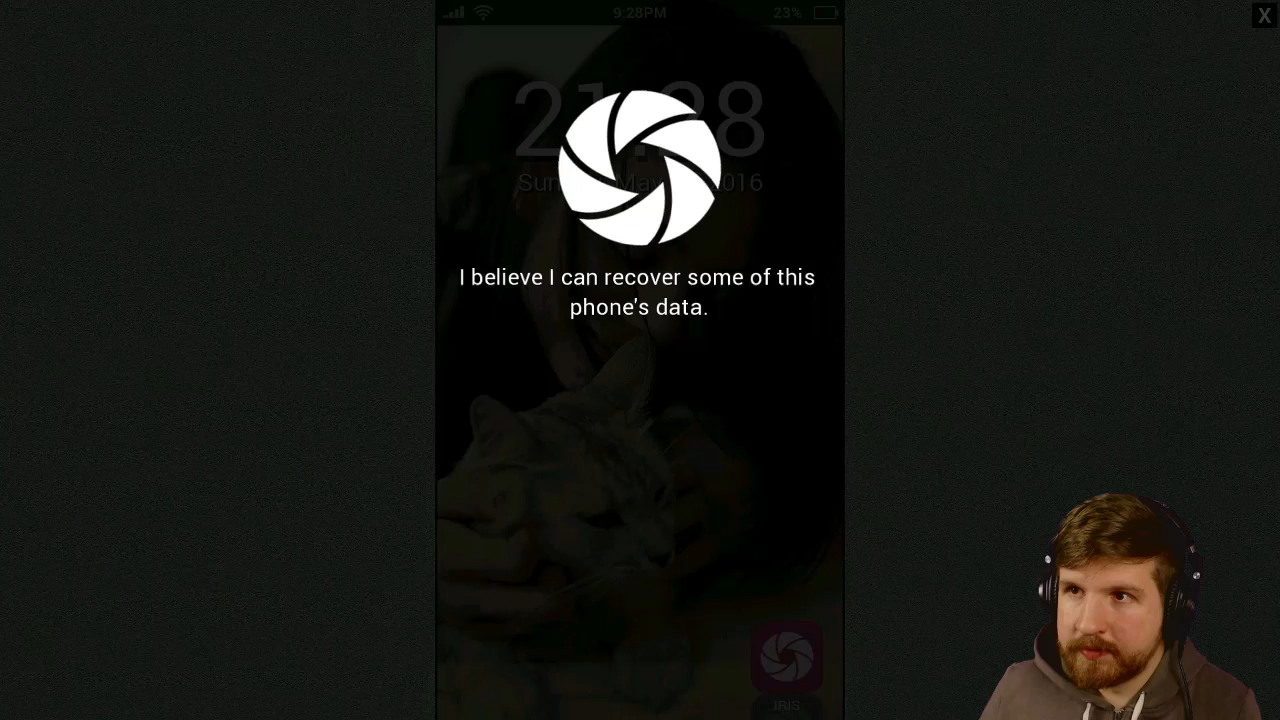 9:28PM
23%
X
I believe I can recover some of this
phone's data.
IRIS